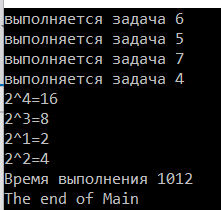 выполняется задача 6
выполняется задача 5
выполняется задача 7
выполняется задача 4
2^4=16
2^3=8
2^1=2
2^2=4
Время выполнения 1012
The end of Main